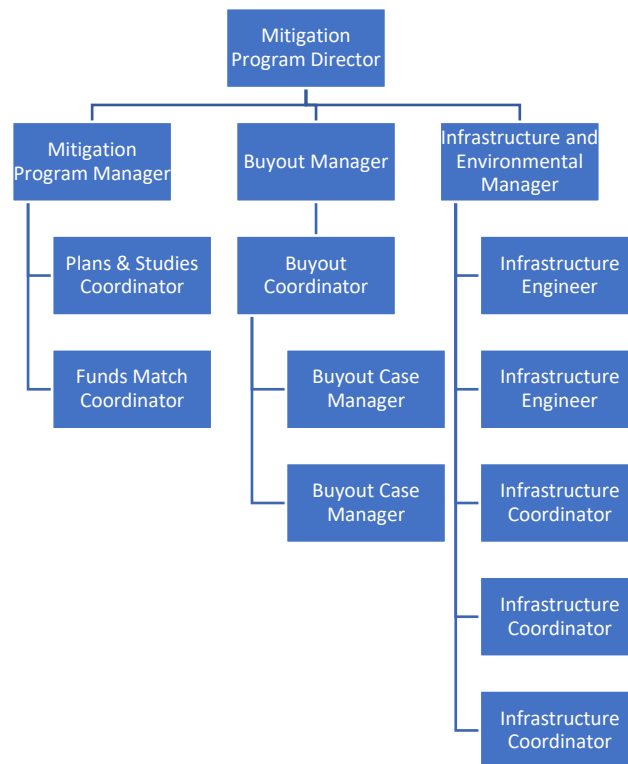 Mitigation
Program Director
Mitigation
Program Manager
Buyout Manager
Infrastructure and
Environmental
Manager
Plans & Studies
Coordinator
Funds Match
Coordinator
Buyout
Coordinator
Buyout Case
Manager
Buyout Case
Manager
Infrastructure
Engineer
Infrastructure
Engineer
Infrastructure
Coordinator
Infrastructure
Coordinator
Infrastructure
Coordinator